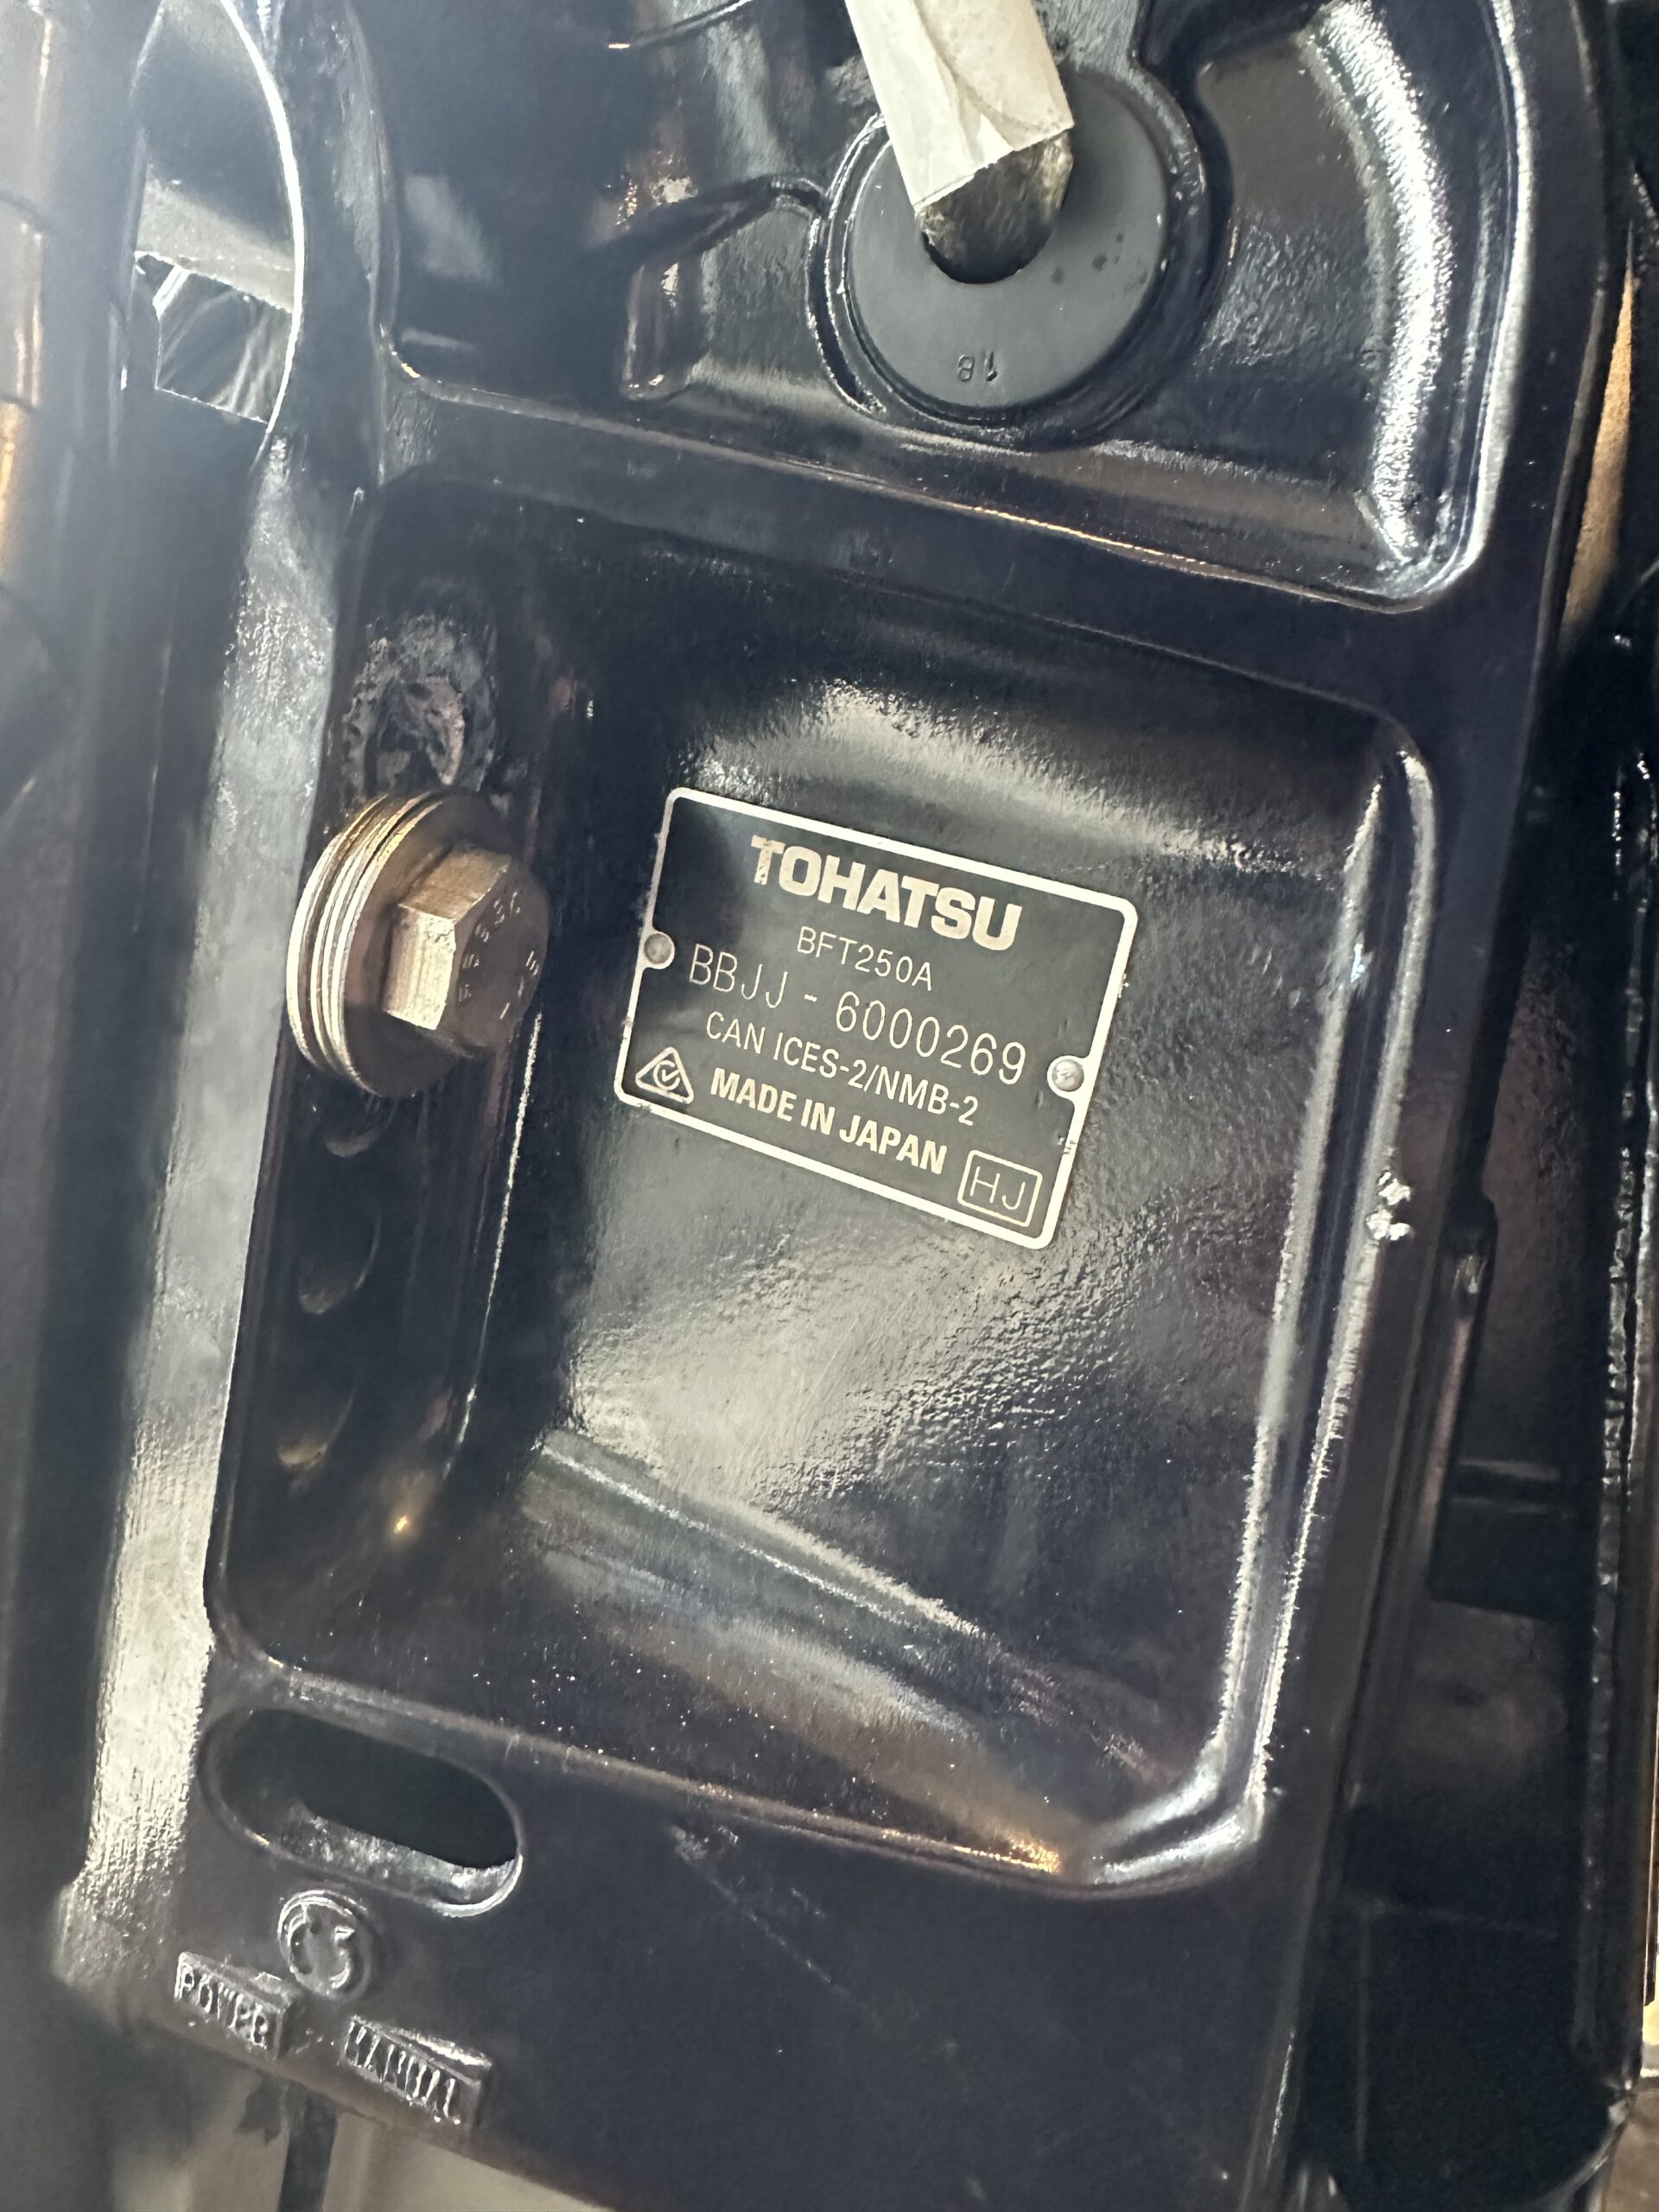 18
TOHATSU
BFT250A
BBJJ - 6000269
CAN ICES-2/NMB-2
MADE IN JAPAN
HJ
POWER
MANUAL